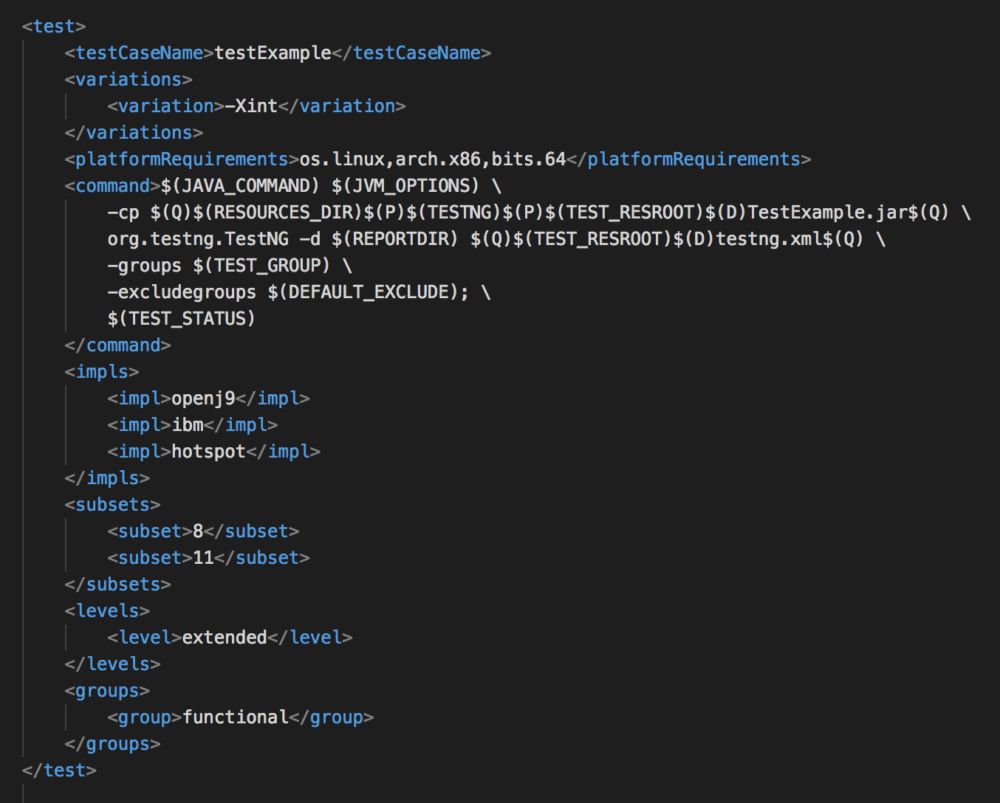 <test>
<testCaseName>testExample</testCaseName>
<variations>
<variation>-Xint</variation>
</variations>
<platformRequirements>os.linux,arch.x86,bits.64</platformRequirements>
<command>$(JAVA_COMMAND) $(JVM_OPTIONS) \
-cp $(Q)$(RESOURCES_DIR)$(P)$(TESTNG)$(P)$(TEST_RESROOT)$(D)TestExample.jar$(Q) \
org.testng.TestNG -d $(REPORTDIR) $(Q)$(TEST_RESROOT)$(D)testng.xml$(Q) \
-groups $(TEST_GROUP) \
-excludegroups $(DEFAULT_EXCLUDE); \
$(TEST_STATUS)
</command>
<impls>
<impl>openj9</impl>
<impl>ibm</impl>
<impl>hotspot</impl>
</impls>
<subsets>
<subset>8</subset>
<subset>11</subset>
</subsets>
<levels>
<level>extended</level>
</levels>
<groups>
<group>functional</group>
</groups>
</test>